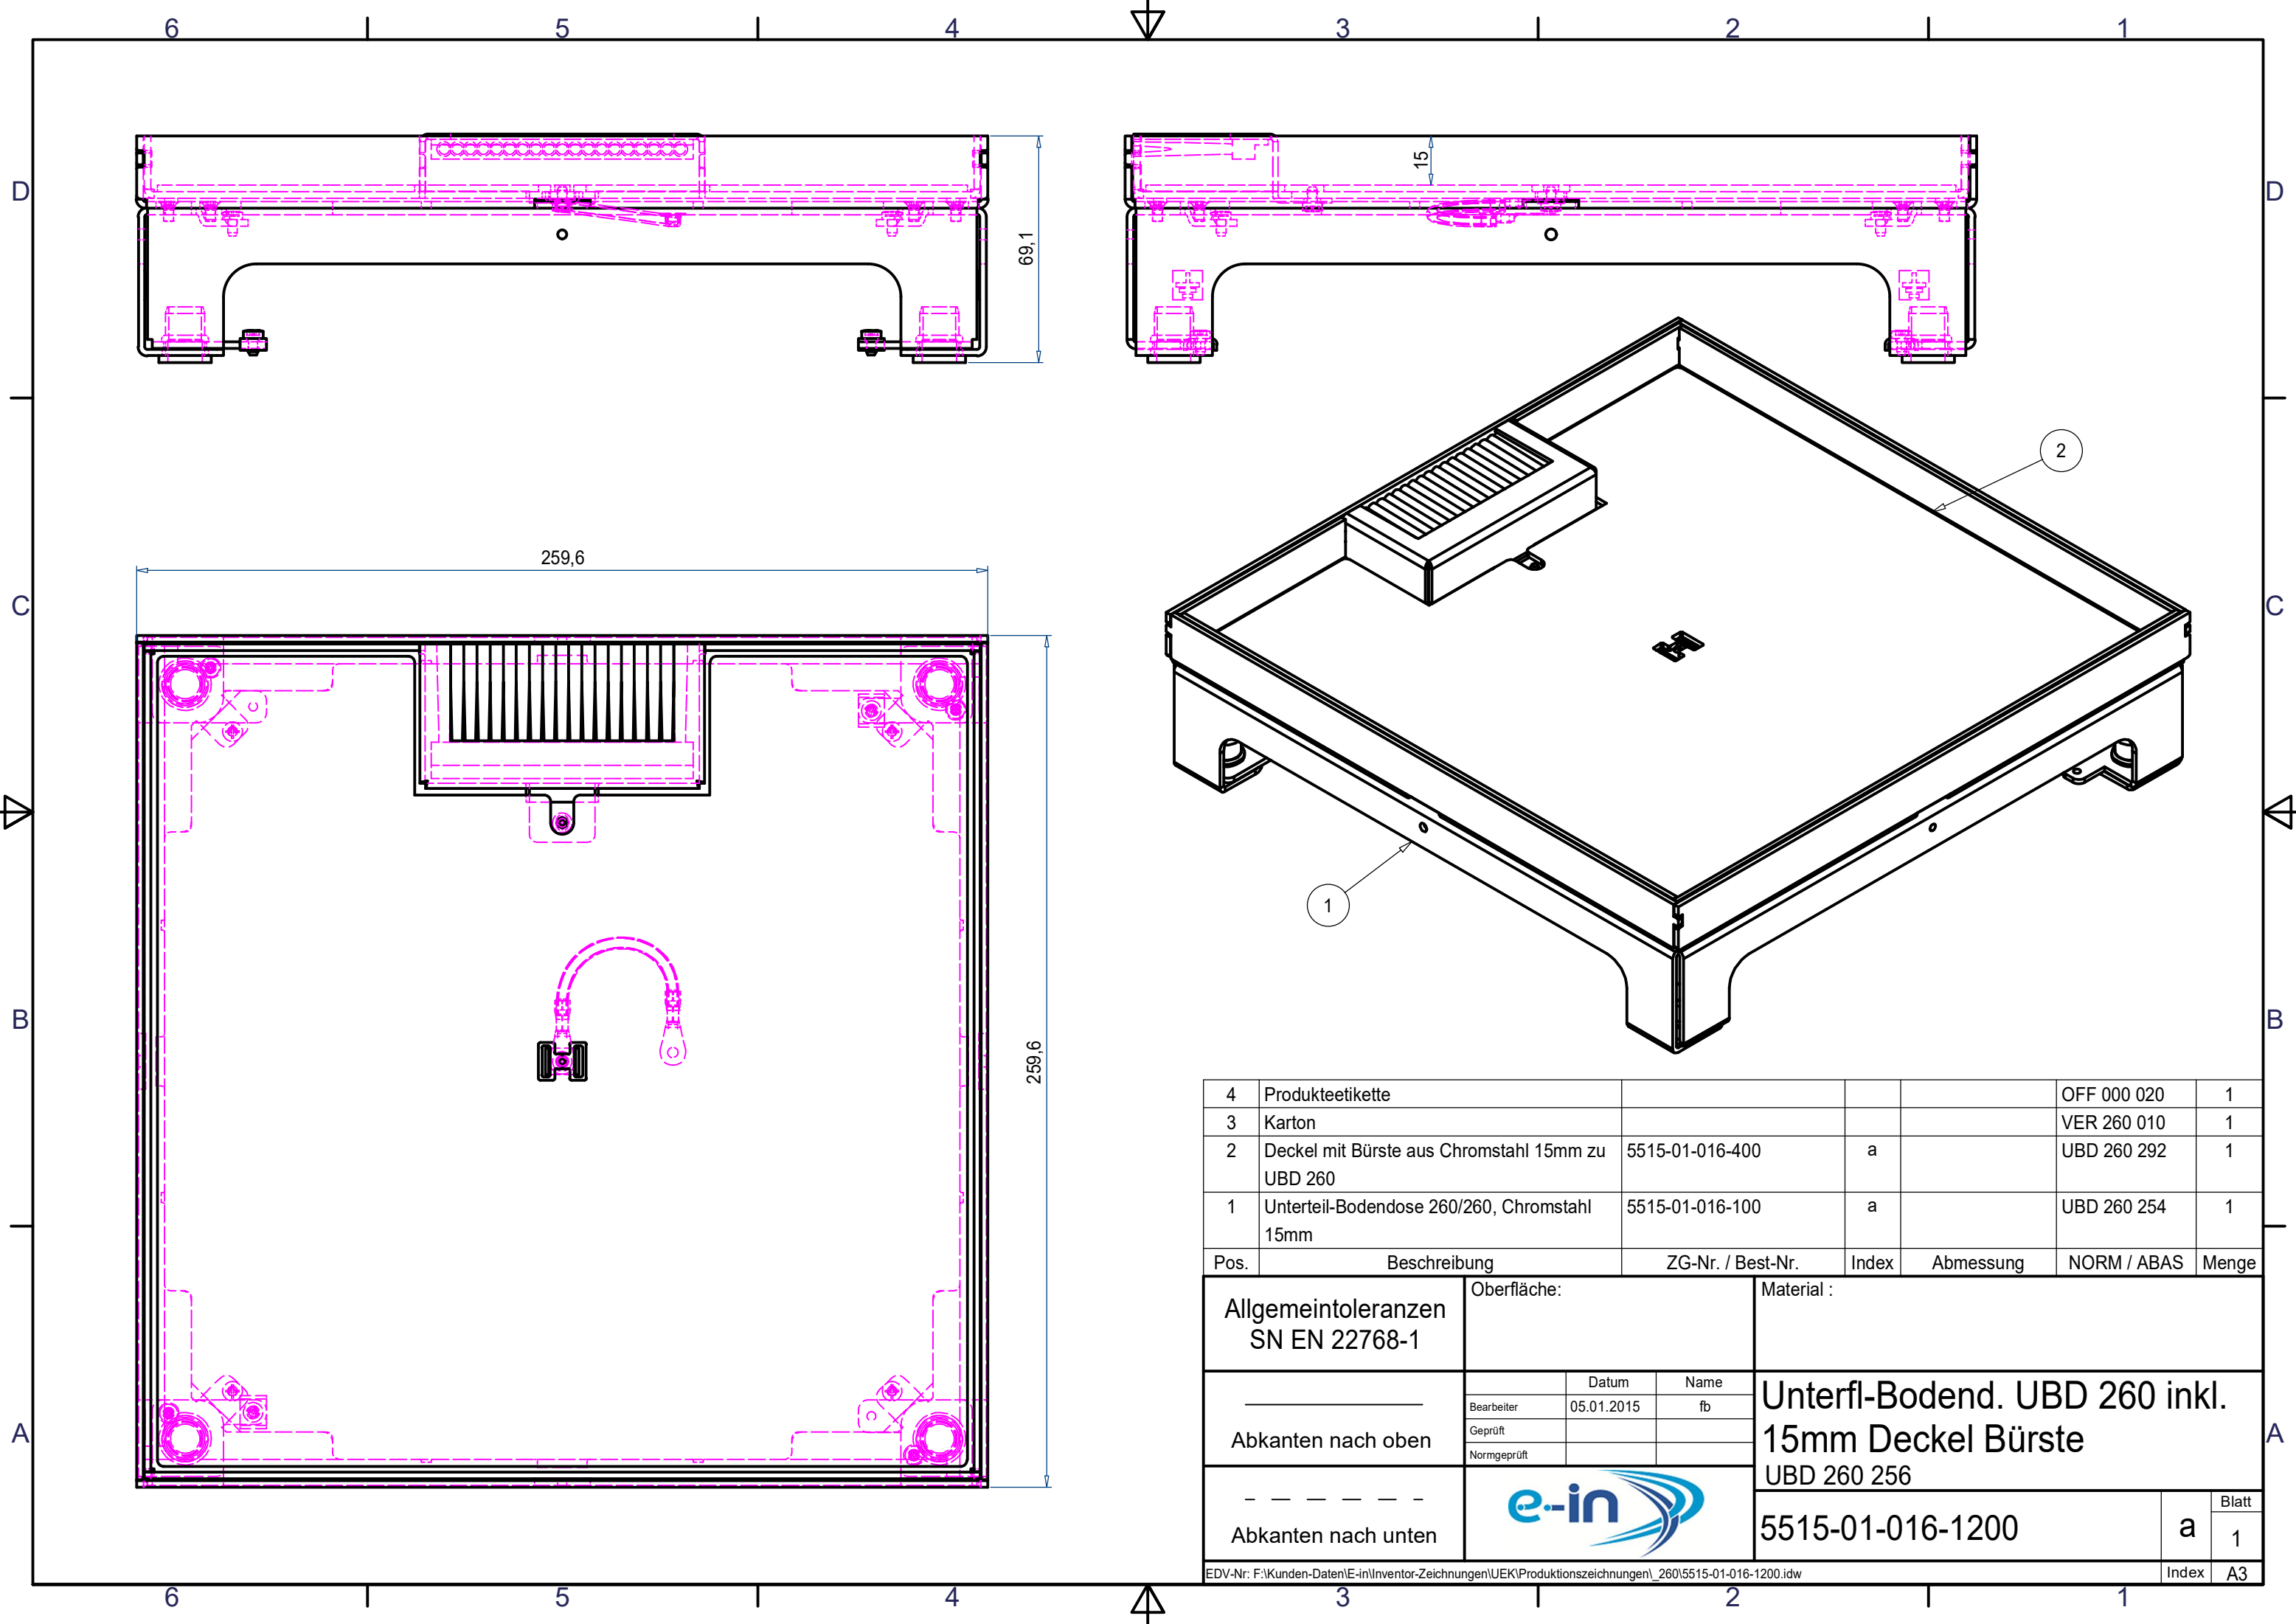 6 5 4 3 2 1
D D
69,1
15
2
259,6
C C
1
259,6
B B
4 Produkteetikette OFF 000 020 1
3 Karton VER 260 010 1
2 Deckel mit Bürste aus Chromstahl 15mm zu 5515-01-016-400 a UBD 260 292 1
UBD 260
1 Unterteil-Bodendose 260/260, Chromstahl 5515-01-016-100 a UBD 260 254 1
15mm
Pos. Beschreibung ZG-Nr. / Best-Nr. Index Abmessung NORM / ABAS Menge
Allgemeintoleranzen
SN EN 22768-1
Oberfläche:
Material :
Abkanten nach oben
Abkanten nach unten
Datum Name
Bearbeiter 05.01.2015 fb
Geprüft
Normgeprüft
e-in
Unterfl-Bodend. UBD 260 inkl.
15mm Deckel Bürste
UBD 260 256
5515-01-016-1200
a
Blatt
1
Index A3
EDV-Nr: F:\Kunden-Daten\E-in\Inventor-Zeichnungen\UEK\Produktionszeichnungen\_260\5515-01-016-1200.idw
A A
6 5 4 3 2 1